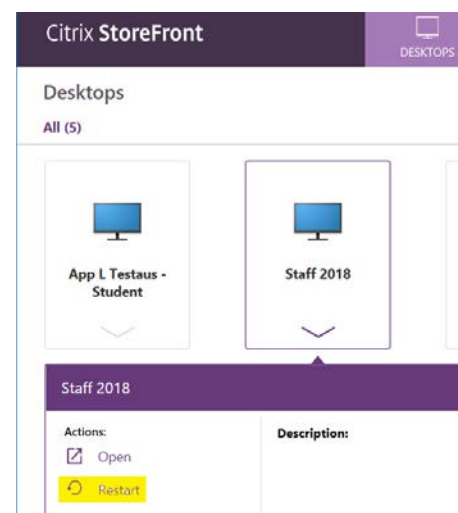 Citrix StoreFront
DESKTOPS
Desktops
All (5)
App L Testaus -
Student
Staff 2018
Staff 2018
Actions:
Description:
Open
Restart